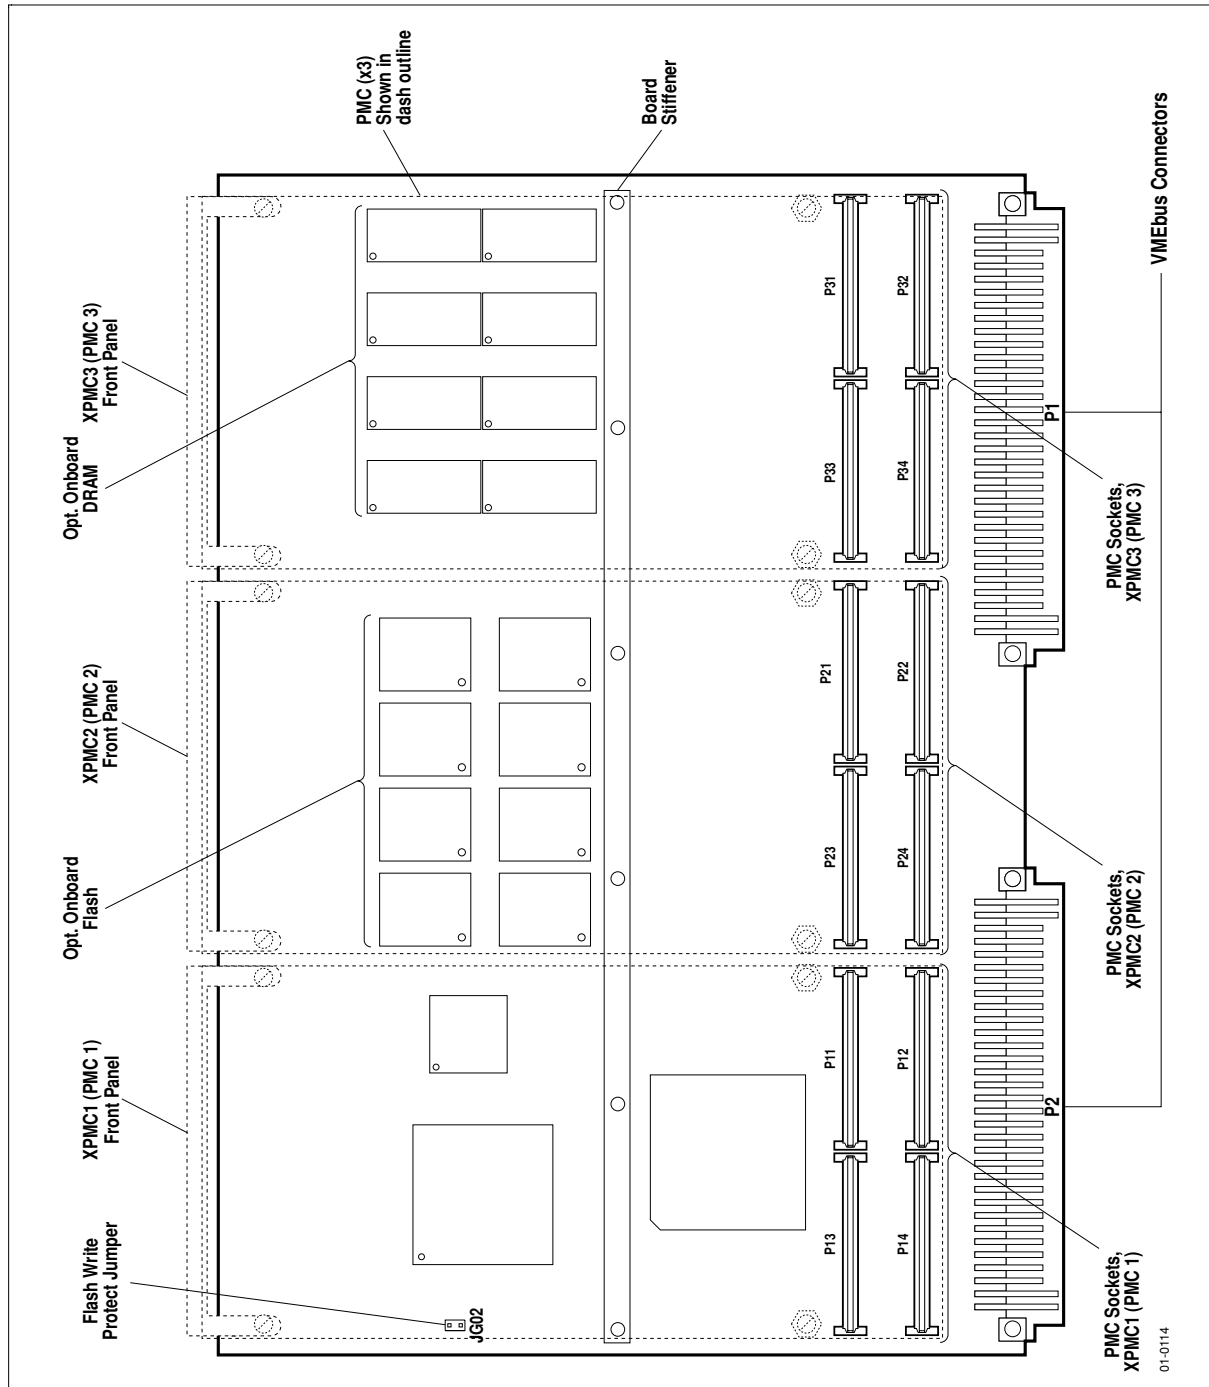 Flash Write
Protect Jumper
XPMC1 (PMC 1)
Front Panel
Opt. Onboard
Flash
XPMC2 (PMC 2)
Front Panel
Opt. Onboard
DRAM
XPMC3 (PMC 3)
Front Panel
PMC (x3)
Shown in
dash outline
Board
Stiffener
JG02
P13
P11
P23
P21
P33
P31
P14
P12
P24
P22
P34
P32
P2
P1
PMC Sockets,
XPMC1 (PMC 1)
PMC Sockets,
XPMC2 (PMC 2)
PMC Sockets,
XPMC3 (PMC 3)
VMEbus Connectors
01-0114